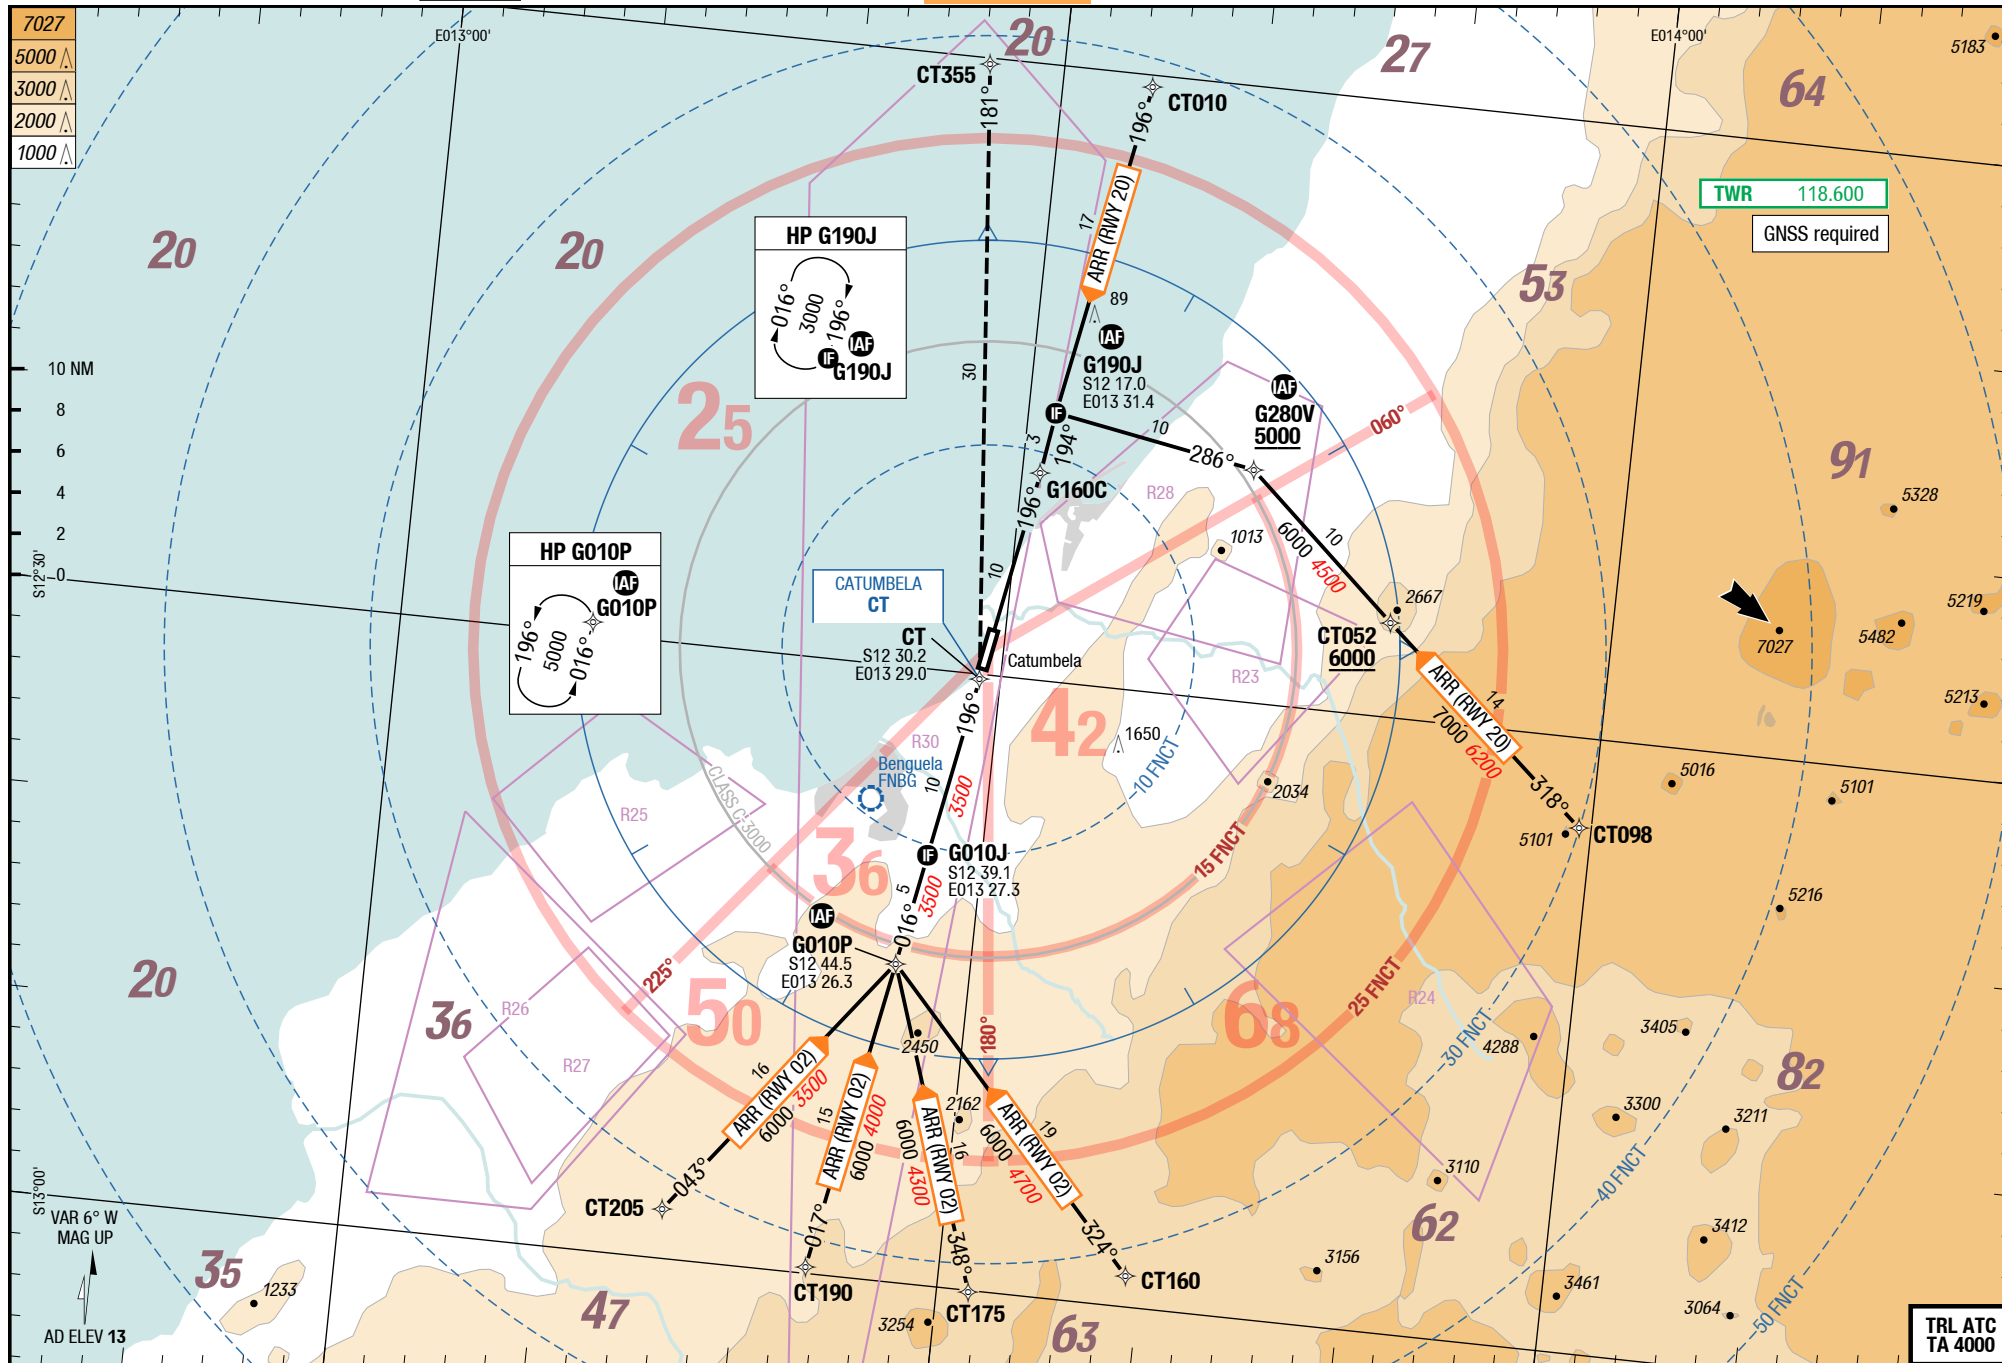 7027
5000
3000
2000
1000
E013°00'
20
27
E014°00'
5183
64
CT355
181°
CT010
196°
TWR 118.600
GNSS required
20
20
HP G190J
016°
3000
196°
IAF
IF
G190J
17
ARR (RWY 20)
53
89
IAF
G190J
S12 17.0
E013 31.4
30
10 NM
8
6
4
2
0
S12°30'
25
IF
3
194°
10
286°
IAF
G280V
5000
060°
91
G160C
196°
R28
5328
1013
6000 4500
10
HP G010P
IAF
G010P
196°
5000
016°
10
CATUMBELA
CT
CT
S12 30.2
E013 29.0
Catumbela
2667
CT052
6000
7027
5482
5219
R23
5213
196°
42
1650
ARR (RWY 20)
14
7000 6200
R30
Benguela
FNBG
10 FNCT
10
3500
2034
5016
5101
318°
CT098
5101
R25
CLASS C-3000
36
IF
G010J
S12 39.1
E013 27.3
15 FNCT
5
3500
016°
IAF
G010P
S12 44.5
E013 26.3
5216
20
225°
36
R26
50
68
25 FNCT
R24
180°
30 FNCT
2450
4288
3405
R27
82
16
ARR (RWY 02)
6000 3500
15
ARR (RWY 02)
6000 4000
2162
16
ARR (RWY 02)
6000 4300
19
ARR (RWY 02)
6000 4700
3300
3211
3110
40 FNCT
S13°00'
CT205
043°
017°
348°
324°
62
3412
VAR 6° W
MAG UP
35
1233
CT190
CT175
CT160
3156
3461
3064
50 FNCT
47
3254
63
AD ELEV 13
TRL ATC
TA 4000